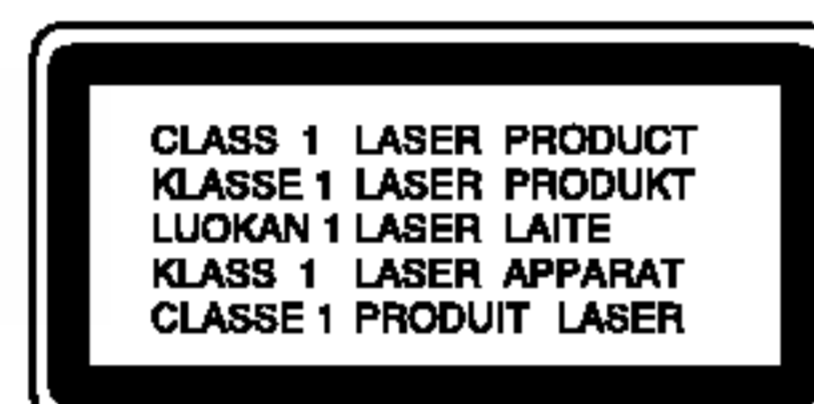 CLASS 1 LASER PRODUCT
KLASSE 1 LASER PRODUKT
LUOKAN 1 LASER LAITE
KLASS 1 LASER APPARAT
CLASSE 1 PRODUIT LASER